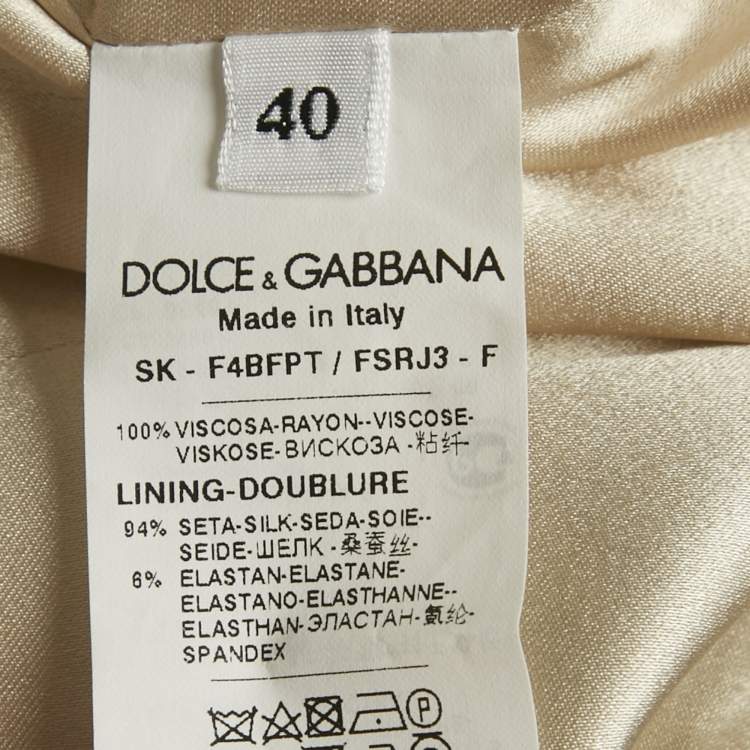 40
DOLCE & GABBANA
Made in Italy
SK - F4BFPT / FSRJ3 - F
100% VISCOSA-RAYON--VISCOSE-
VISKOSE-ВИСКОЗА -粘纤-
LINING-DOUBLURE
94% SETA-SILK-SEDA-SOIE--
SEIDE-ШЕЛК -桑蚕丝-
6% ELASTAN-ELASTANE-
ELASTANO-ELASTHANNE--
ELASTHAN-ЭЛАСТАН-氨纶-
SPANDEX
P